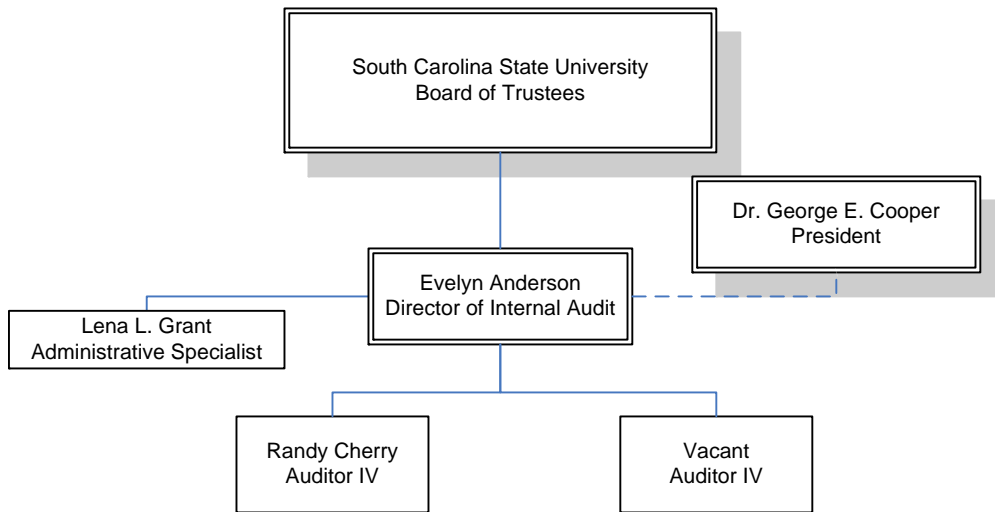 South Carolina State University
Board of Trustees
Dr. George E. Cooper
President
Evelyn Anderson
Director of Internal Audit
Lena L. Grant
Administrative Specialist
Randy Cherry
Auditor IV
Vacant
Auditor IV